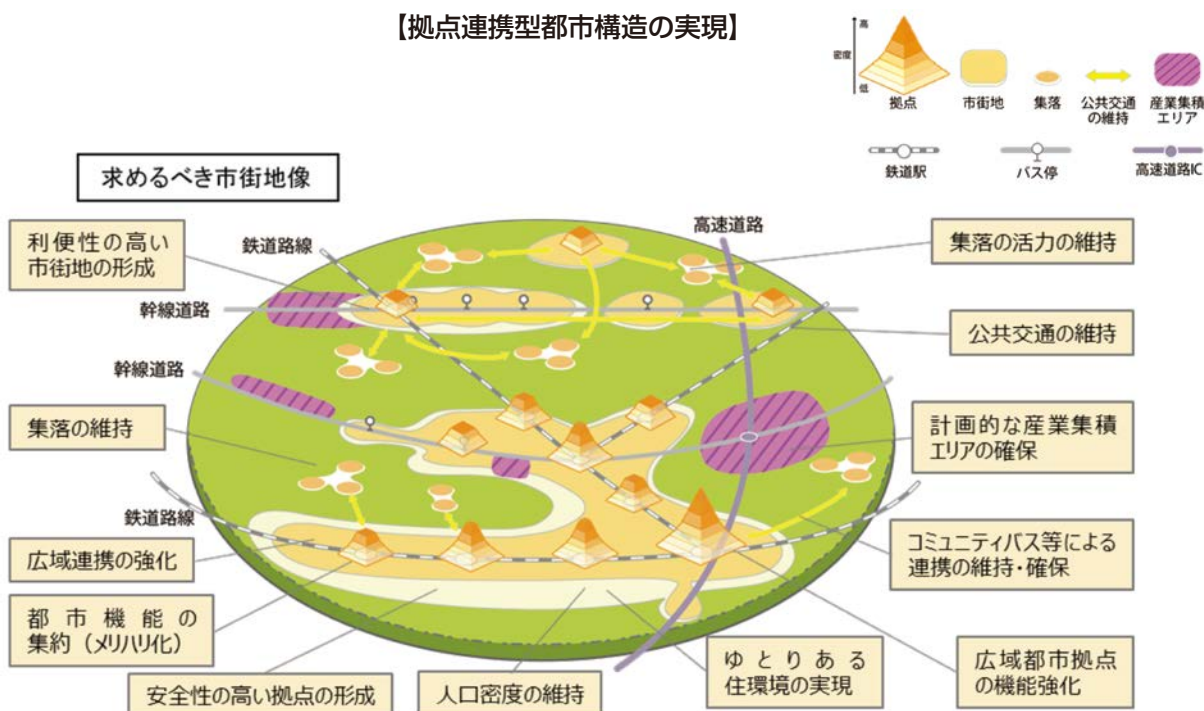 【拠点連携型都市構造の実現】
高
密度
低
拠点
市街地
集落
公共交通
の維持
産業集積
エリア
鉄道駅
バス停
高速道路IC
求めるべき市街地像
高速道路
利便性の高い
市街地の形成
鉄道路線
集落の活力の維持
幹線道路
公共交通の維持
幹線道路
集落の維持
計画的な産業集積
エリアの確保
鉄道路線
広域連携の強化
コミュニティバス等による
連携の維持・確保
都市機能の
集約（メリハリ化）
安全性の高い拠点の形成
人口密度の維持
ゆとりある
住環境の実現
広域都市拠点
の機能強化